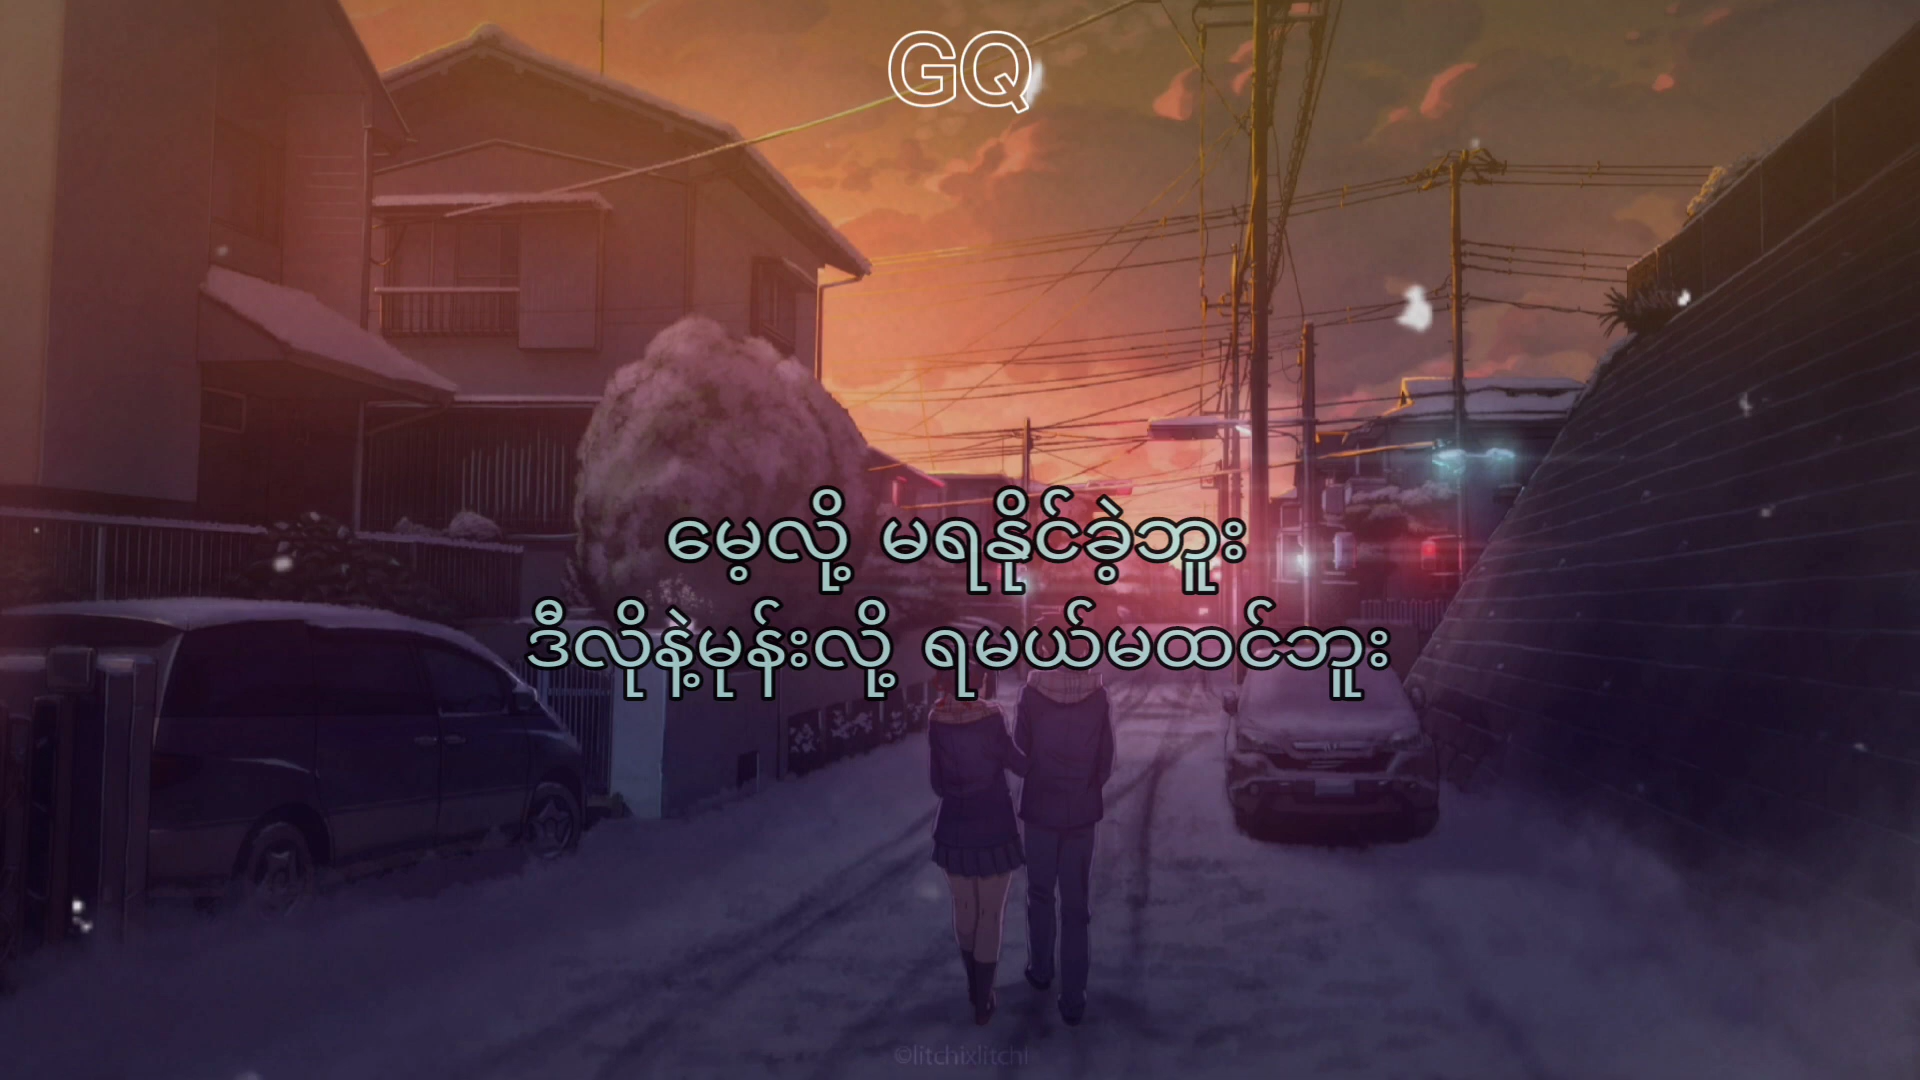 GQ
မေ့လို့ မရနိုင်ခဲ့ဘူး
ဒီလိုနဲ့မုန်းလို့ ရမယ်မထင်ဘူး
©litchixlitchi